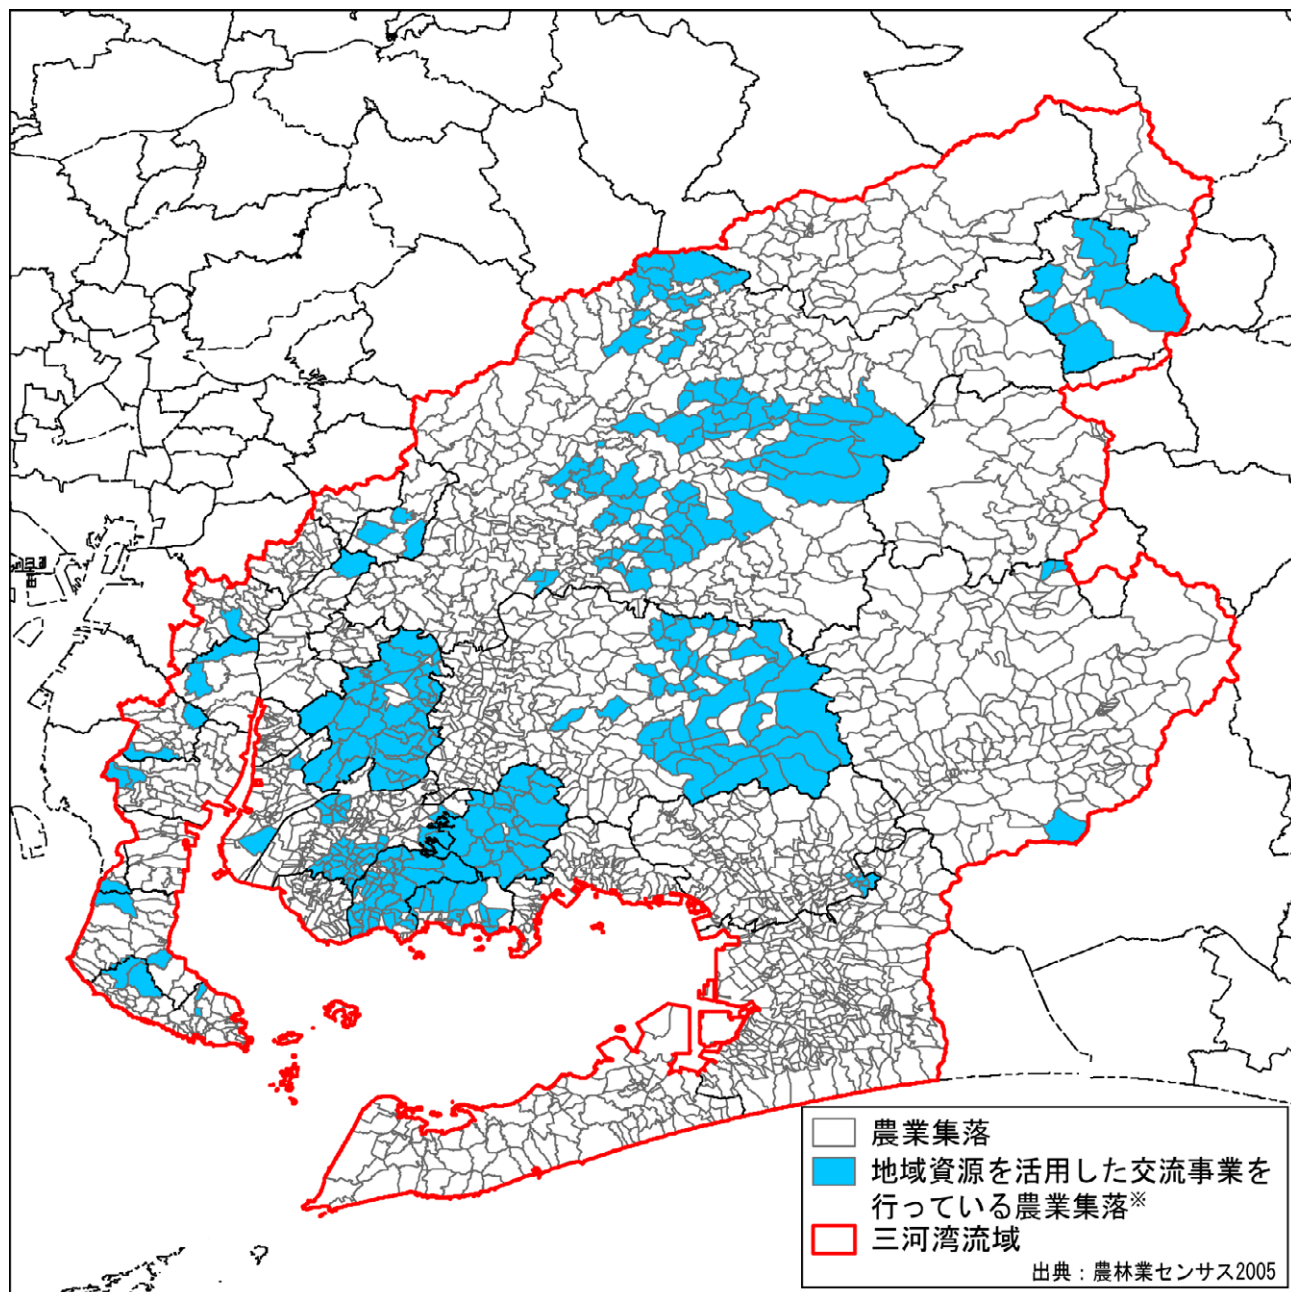 農業集落
地域資源を活用した交流事業を
行っている農業集落※
三河湾流域
出典：農林業センサス2005